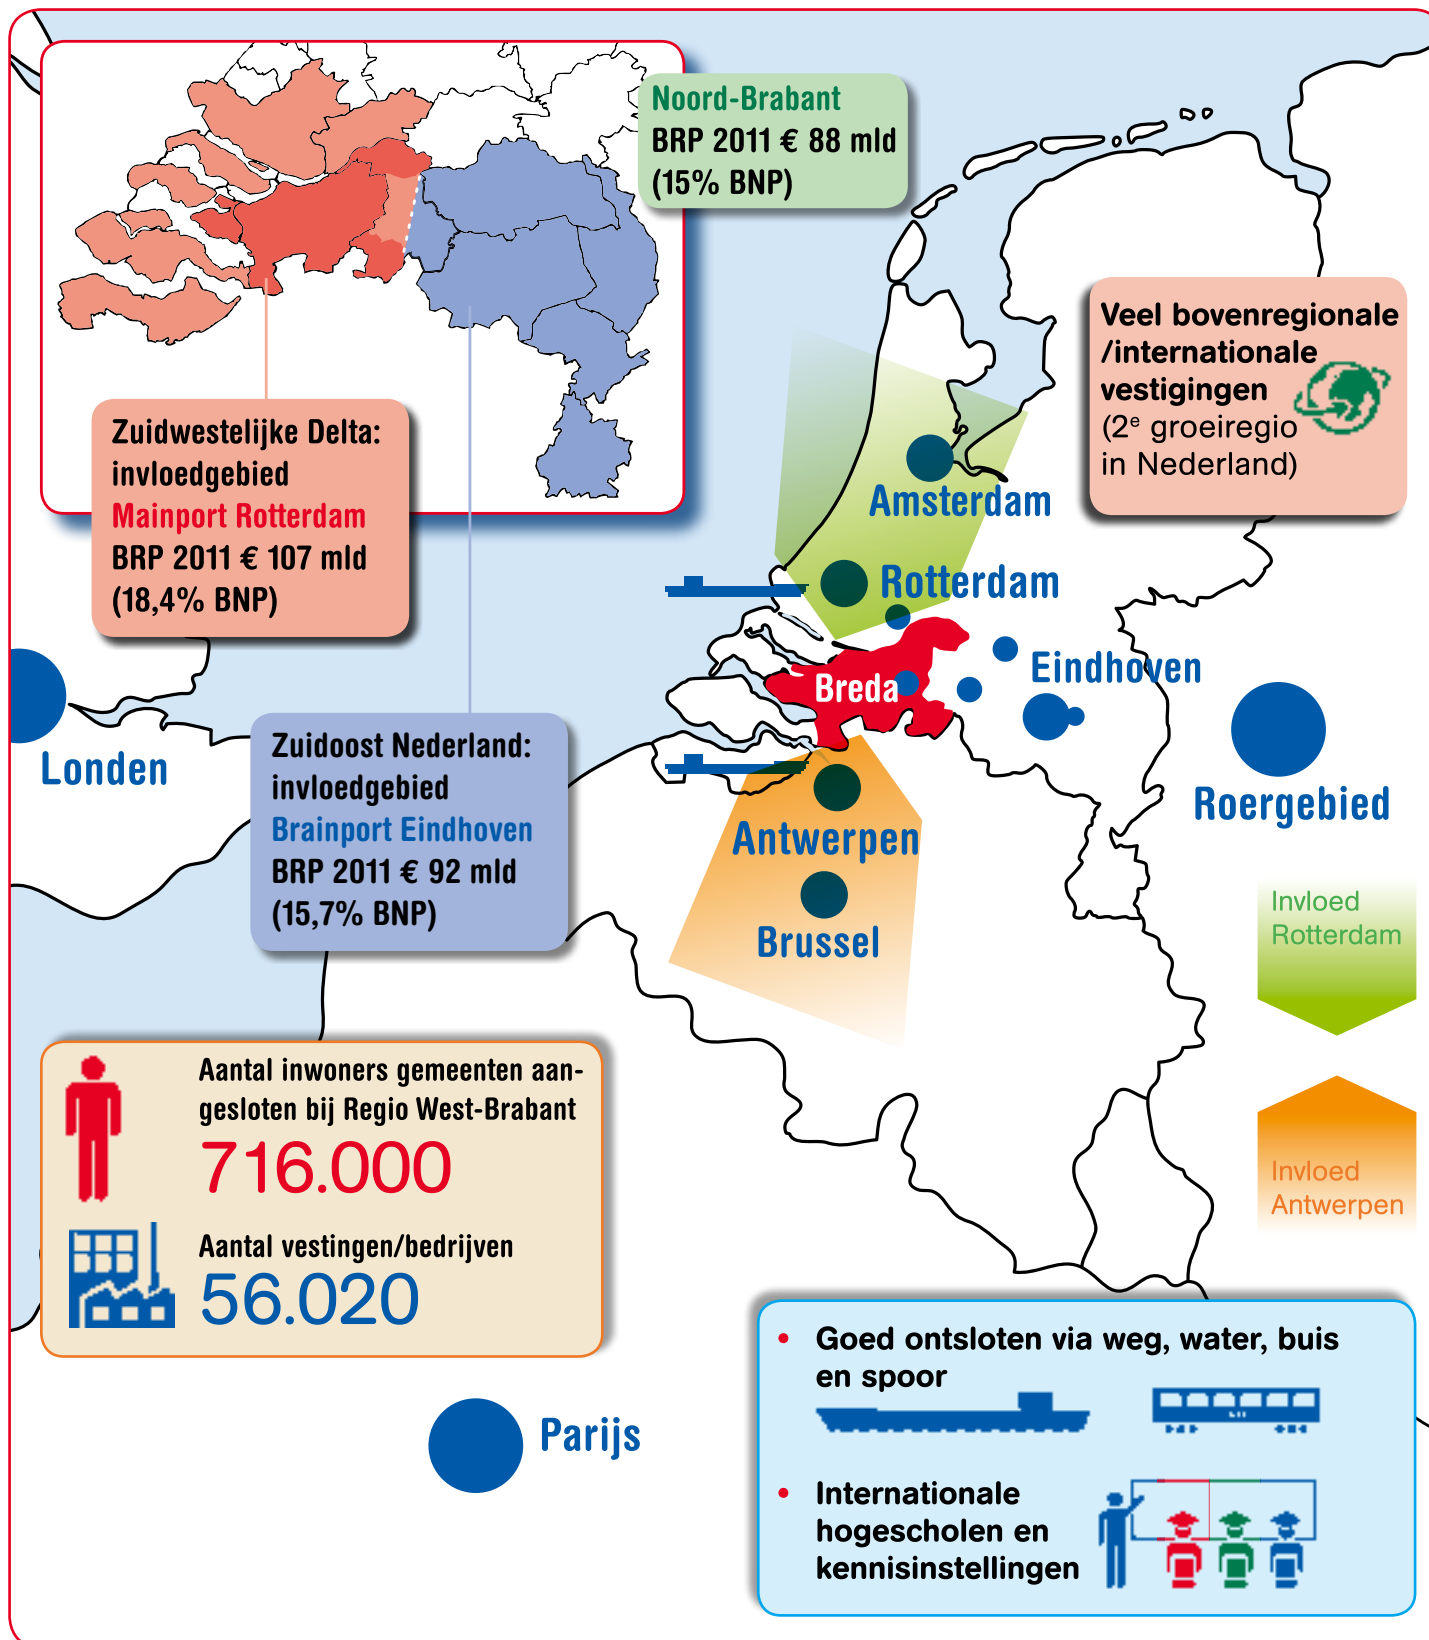 Noord-Brabant
BRP 2011 € 88 mld
(15% BNP)
Veel bovenregionale
/internationale
vestigingen
(2e groeiregio
in Nederland)
Zuidwestelijke Delta:
invloedgebied
Mainport Rotterdam
BRP 2011 € 107 mld
(18,4% BNP)
Amsterdam
Rotterdam
Eindhoven
Breda
Londen
Zuidoost Nederland:
invloedgebied
Brainport Eindhoven
BRP 2011 € 92 mld
(15,7% BNP)
Roergebied
Antwerpen
Brussel
Invloed
Rotterdam
Invloed
Antwerpen
Aantal inwoners gemeenten aan-
gesloten bij Regio West-Brabant
716.000
Aantal vestingen/bedrijven
56.020
Parijs
• Goed ontsloten via weg, water, buis
en spoor
• Internationale
hogescholen en
kennisinstellingen